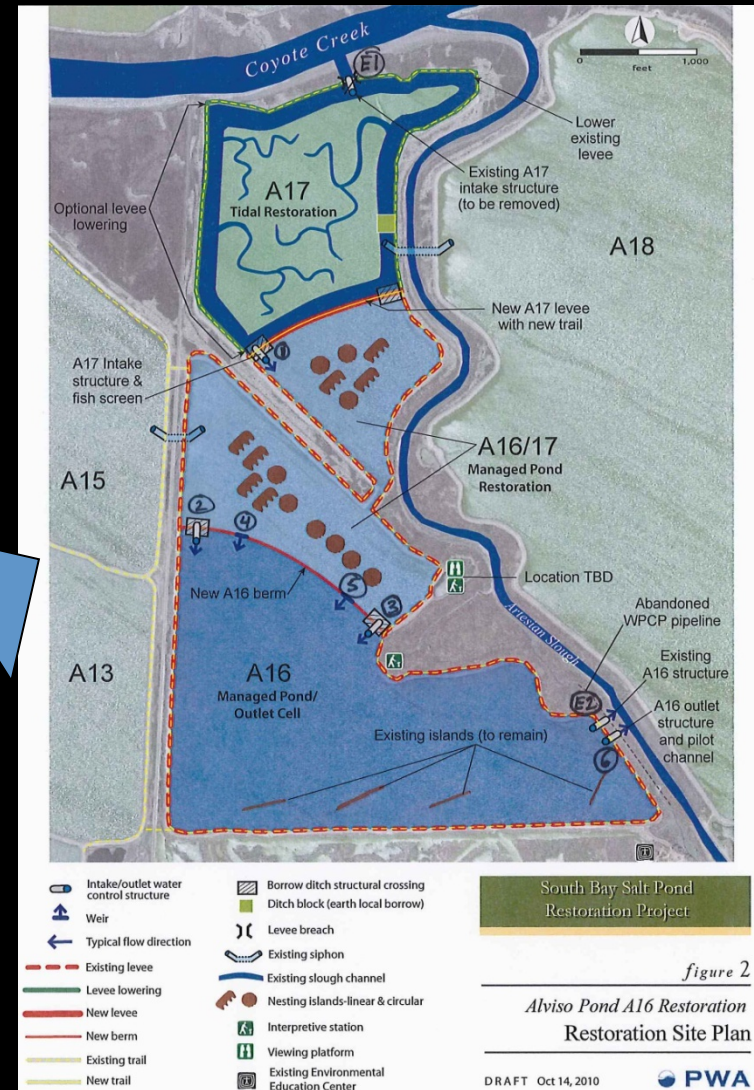 Coyote Creek
E1
0
feet
1,000
Lower
existing
levee
Existing A17
intake structure
(to be removed)
A17
Tidal Restoration
Optional levee
lowering
A18
New A17 levee
with new trail
1
A17 Intake
structure &
fish screen
A16/17
Managed Pond
Restoration
A15
2
4
5
3
New A16 berm
Location TBD
Abandoned
WPCP pipeline
Artesian Slough
Existing
A16 structure
A13
A16
Managed Pond/
Outlet Cell
E2
A16 outlet
structure
and pilot
channel
Existing islands (to remain)
6
Intake/outlet water
control structure
Weir
Typical flow direction
Existing levee
Levee lowering
New levee
New berm
Existing trail
New trail
Borrow ditch structural crossing
Ditch block (earth local borrow)
Levee breach
Existing siphon
Existing slough channel
Nesting islands-linear & circular
Interpretive station
Viewing platform
Existing Environmental
Education Center
South Bay Salt Pond
Restoration Project
figure 2
Alviso Pond A16 Restoration
Restoration Site Plan
DRAFT Oct 14, 2010
PWA